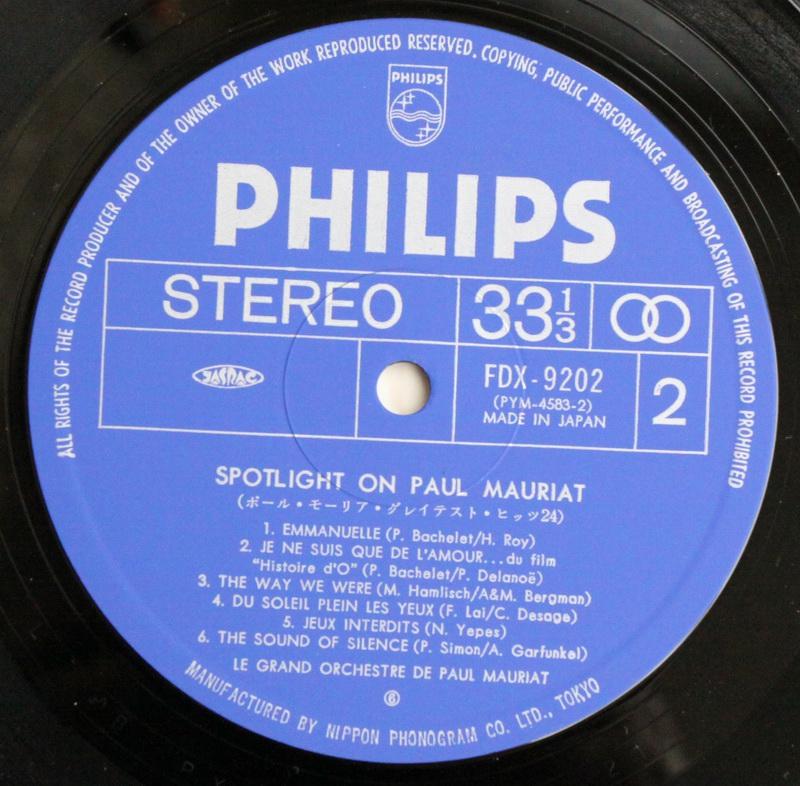 ALL RIGHTS OF THE RECORD PRODUCER AND OF THE OWNER OF THE WORK REPRODUCED RESERVED. COPYING, PUBLIC PERFORMANCE AND BROADCASTING OF THIS RECORD PROHIBITED
PHILIPS
PHILIPS
STEREO
33 1/3
JASRAC
FDX-9202
(PYM-4583-2)
MADE IN JAPAN
2
SPOTLIGHT ON PAUL MAURIAT
(ポール・モーリア・グレイテスト・ヒッツ24)
1. EMMANUELLE (P. Bachelet/H. Roy)
2. JE NE SUIS QUE DE L'AMOUR...du film
"Histoire d'O" (P. Bachelet/P. Delanoë)
3. THE WAY WE WERE (M. Hamlisch/A&M. Bergman)
4. DU SOLEIL PLEIN LES YEUX (F. Lai/C. Desage)
5. JEUX INTERDITS (N. Yepes)
6. THE SOUND OF SILENCE (P. Simon/A. Garfunkel)
LE GRAND ORCHESTRE DE PAUL MAURIAT
⑥
MANUFACTURED BY NIPPON PHONOGRAM CO. LTD., TOKYO